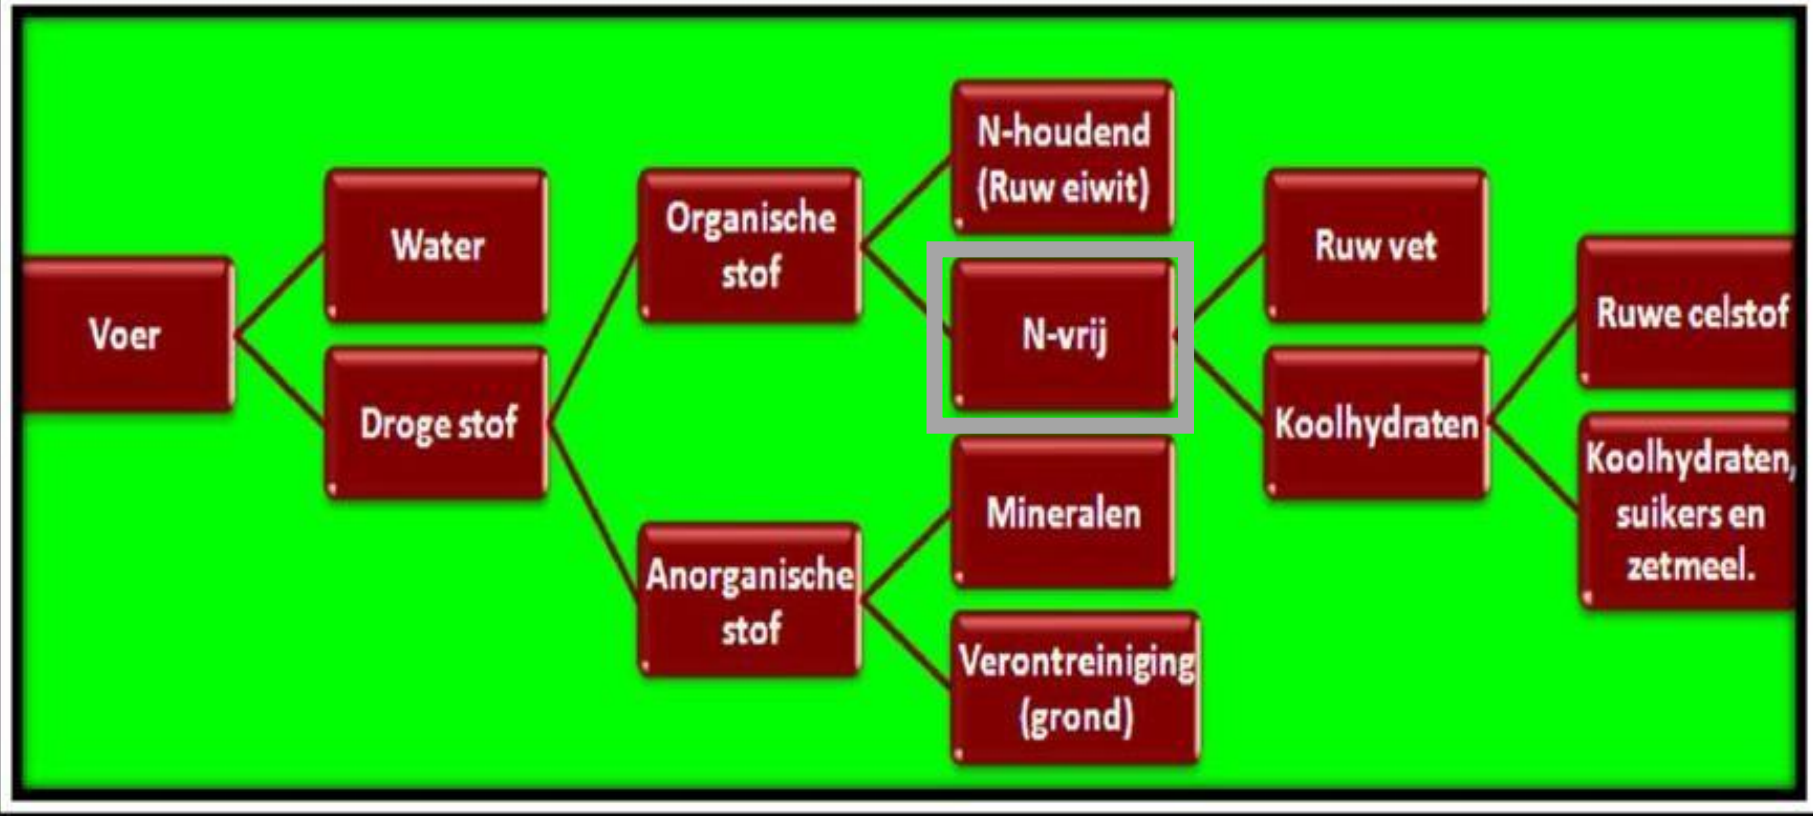 Voer
Water
Droge stof
Organische
stof
Anorganische
stof
N-houdend
(Ruw eiwit)
N-vrij
Mineralen
Verontreiniging
(grond)
Ruw vet
Koolhydraten
Ruwe celstof
Koolhydraten,
suikers en
zetmeel.